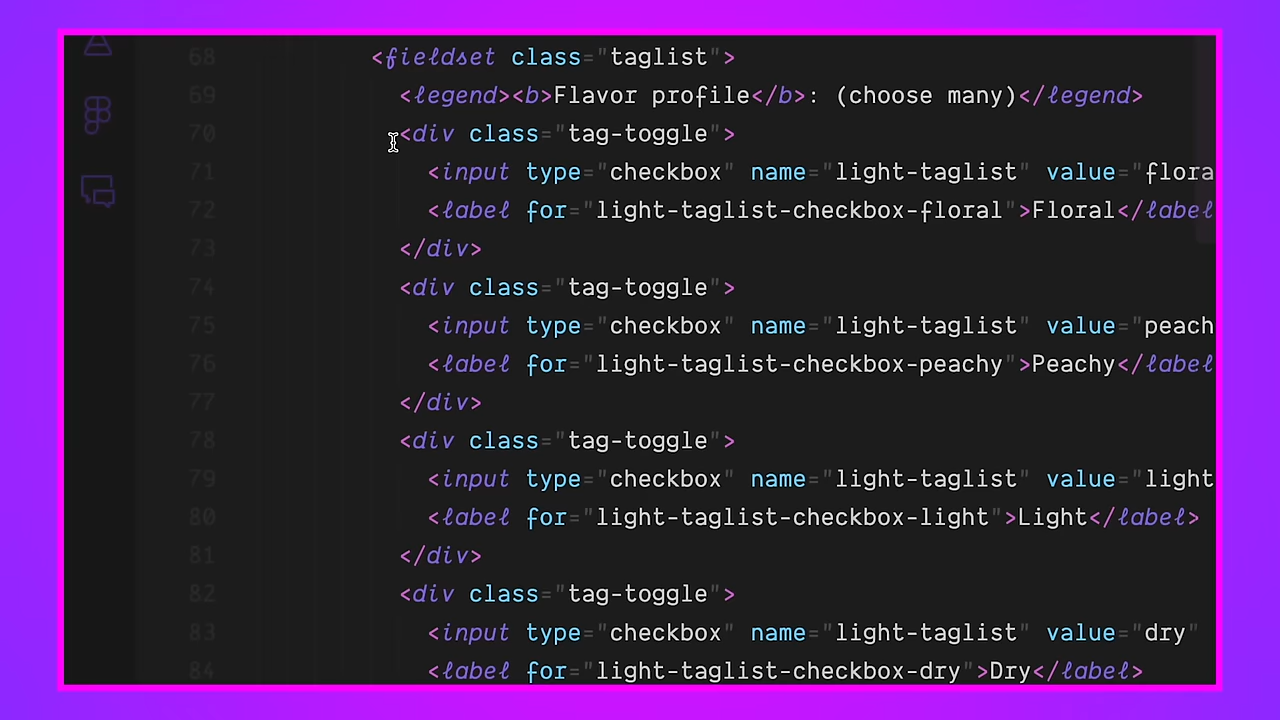 68 <fieldset class="taglist">
69 <legend><b>Flavor profile</b>: (choose many)</legend>
70 <div class="tag-toggle">
71 <input type="checkbox" name="light-taglist" value="flora
72 <label for="light-taglist-checkbox-floral">Floral</label
73 </div>
74 <div class="tag-toggle">
75 <input type="checkbox" name="light-taglist" value="peach
76 <label for="light-taglist-checkbox-peachy">Peachy</label
77 </div>
78 <div class="tag-toggle">
79 <input type="checkbox" name="light-taglist" value="light
80 <label for="light-taglist-checkbox-light">Light</label>
81 </div>
82 <div class="tag-toggle">
83 <input type="checkbox" name="light-taglist" value="dry"
84 <label for="light-taglist-checkbox-dry">Dry</label>